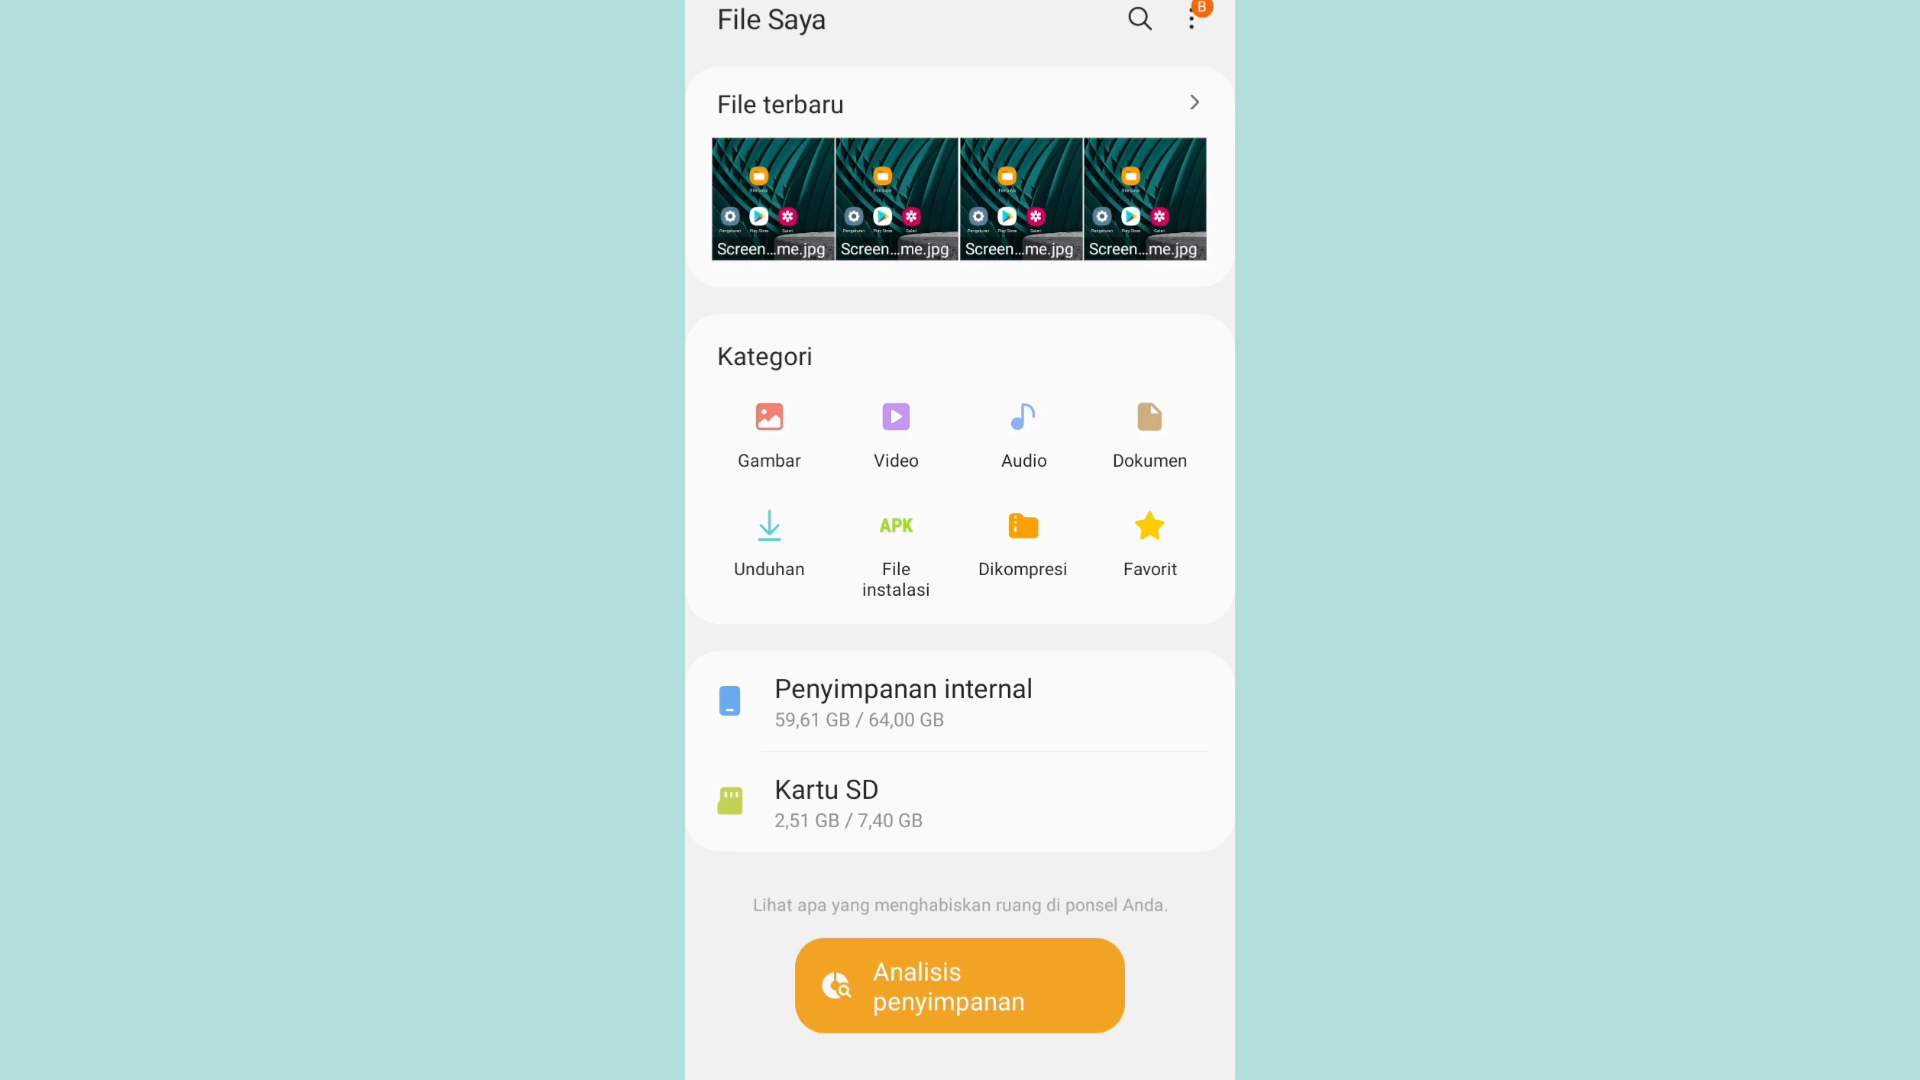 File Saya
B
File terbaru
Screen...me.jpg
Screen...me.jpg
Screen...me.jpg
Screen...me.jpg
Kategori
Gambar
Video
Audio
Dokumen
Unduhan
APK
File
instalasi
Dikompresi
Favorit
Penyimpanan internal
59,61 GB / 64,00 GB
Kartu SD
2,51 GB / 7,40 GB
Lihat apa yang menghabiskan ruang di ponsel Anda.
Analisis
penyimpanan